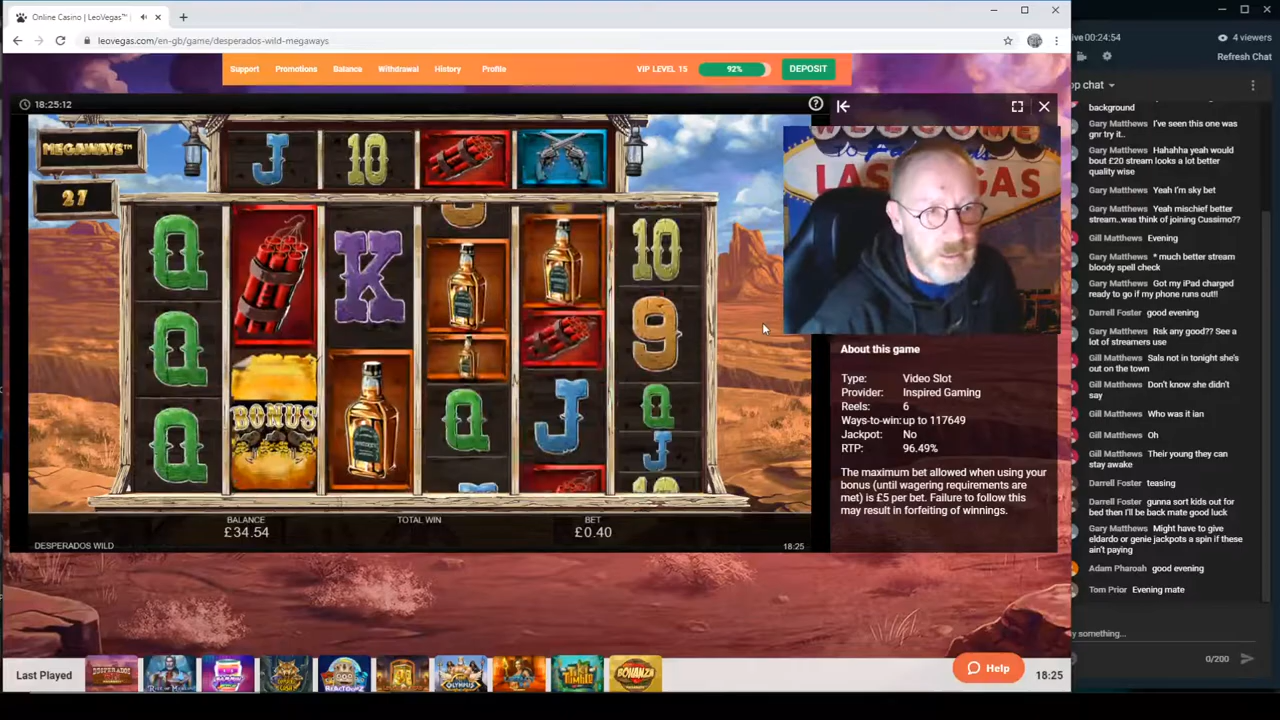 Online Casino | LeoVegas™
leovegas.com/en-gb/game/desperados-wild-megaways
Support Promotions Balance Withdrawal History Profile VIP LEVEL 15 92% DEPOSIT
18:25:12
MEGAWAYS™
27
J 10
Q K 10
Q 9
Q BONUS Q J Q
J
10
WHISKEY
WELCOME
TO Fabulous
LAS VEGAS
BALANCE TOTAL WIN BET
£34.54 £0.40
DESPERADOS WILD 18:25
About this game
Type: Video Slot
Provider: Inspired Gaming
Reels: 6
Ways-to-win: up to 117649
Jackpot: No
RTP: 96.49%
The maximum bet allowed when using your
bonus (until wagering requirements are
met) is £5 per bet. Failure to follow this
may result in forfeiting of winnings.
Last Played
BONANZA
Help
18:25
ive 00:24:54 4 viewers
Refresh Chat
op chat
background
Gary Matthews I've seen this one was
gnr try it..
Gary Matthews Hahahha yeah would
bout £20 stream looks a lot better
quality wise
Gary Matthews Yeah I'm sky bet
Gary Matthews Yeah mischief better
stream..was think of joining Cussimo??
Gill Matthews Evening
Gary Matthews * much better stream
bloody spell check
Gary Matthews Got my iPad charged
ready to go if my phone runs out!!
Darrell Foster good evening
Gary Matthews Rsk any good?? See a
lot of streamers use
Gill Matthews Sals not in tonight she's
out on the town
Gill Matthews Don't know she didn't
say
Gill Matthews Who was it ian
Gill Matthews Oh
Gill Matthews Their young they can
stay awake
Darrell Foster teasing
Darrell Foster gunna sort kids out for
bed then I'll be back mate good luck
Gary Matthews Might have to give
eldardo or genie jackpots a spin if these
ain't paying
Adam Pharoah good evening
Tom Prior Evening mate
y something...
0/200